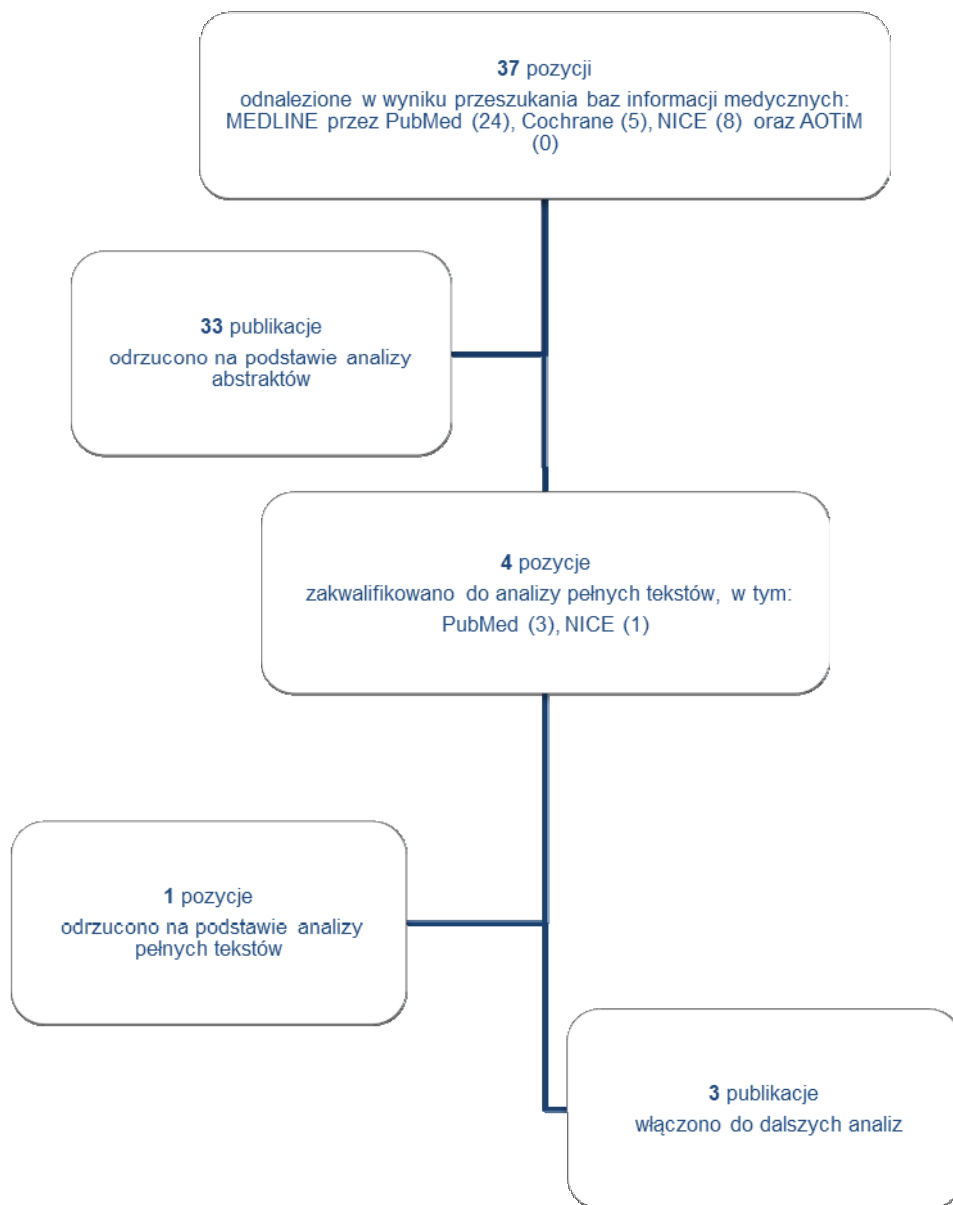 37 pozycji
odnalezione w wyniku przeszukania baz informacji medycznych:
MEDLINE przez PubMed (24), Cochrane (5), NICE (8) oraz AOTiM
(0)
33 publikacje
odrzucono na podstawie analizy
abstraktów
4 pozycje
zakwalifikowano do analizy pełnych tekstów, w tym:
PubMed (3), NICE (1)
1 pozycje
odrzucono na podstawie analizy
pełnych tekstów
3 publikacje
włączono do dalszych analiz